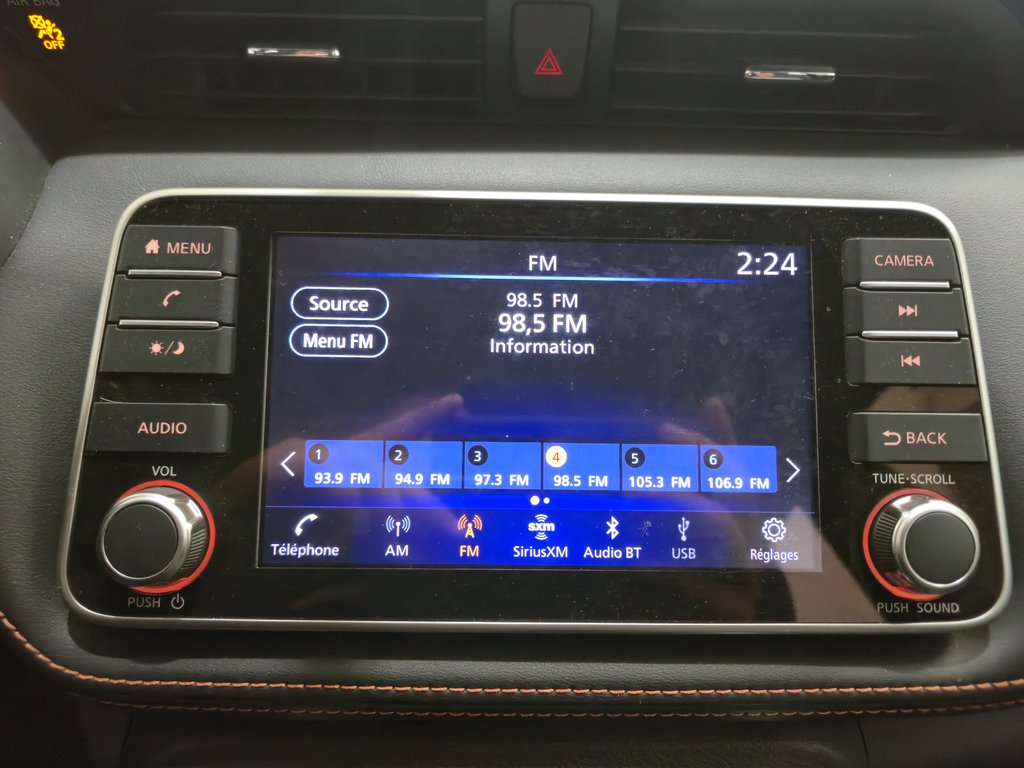 AIR BAG
2
OFF
MENU
AUDIO
VOL
PUSH
FM
2:24
Source
98.5 FM
98,5 FM
Menu FM
Information
1 2 3 4 5 6
93.9 FM 94.9 FM 97.3 FM 98.5 FM 105.3 FM 106.9 FM
sxm
Téléphone AM FM SiriusXM Audio BT USB Réglages
CAMERA
BACK
TUNE·SCROLL
PUSH SOUND